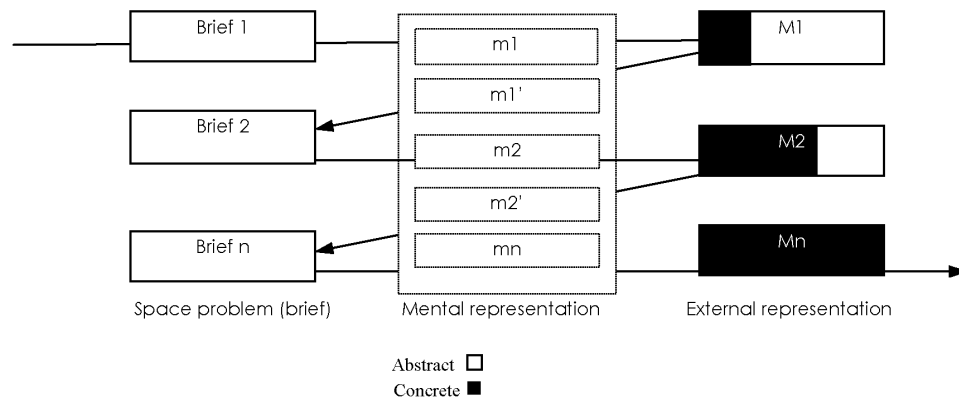 Brief 1
m1
M1
m1'
Brief 2
m2
M2
m2'
Brief n
mn
Mn
Space problem (brief)
Mental representation
External representation
Abstract
Concrete